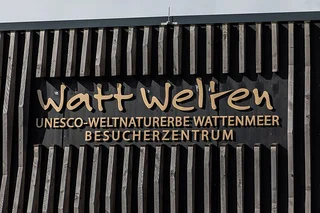 Watt Welten
UNESCO-WELTNATURERBE WATTENMEER
BESUCHERZENTRUM